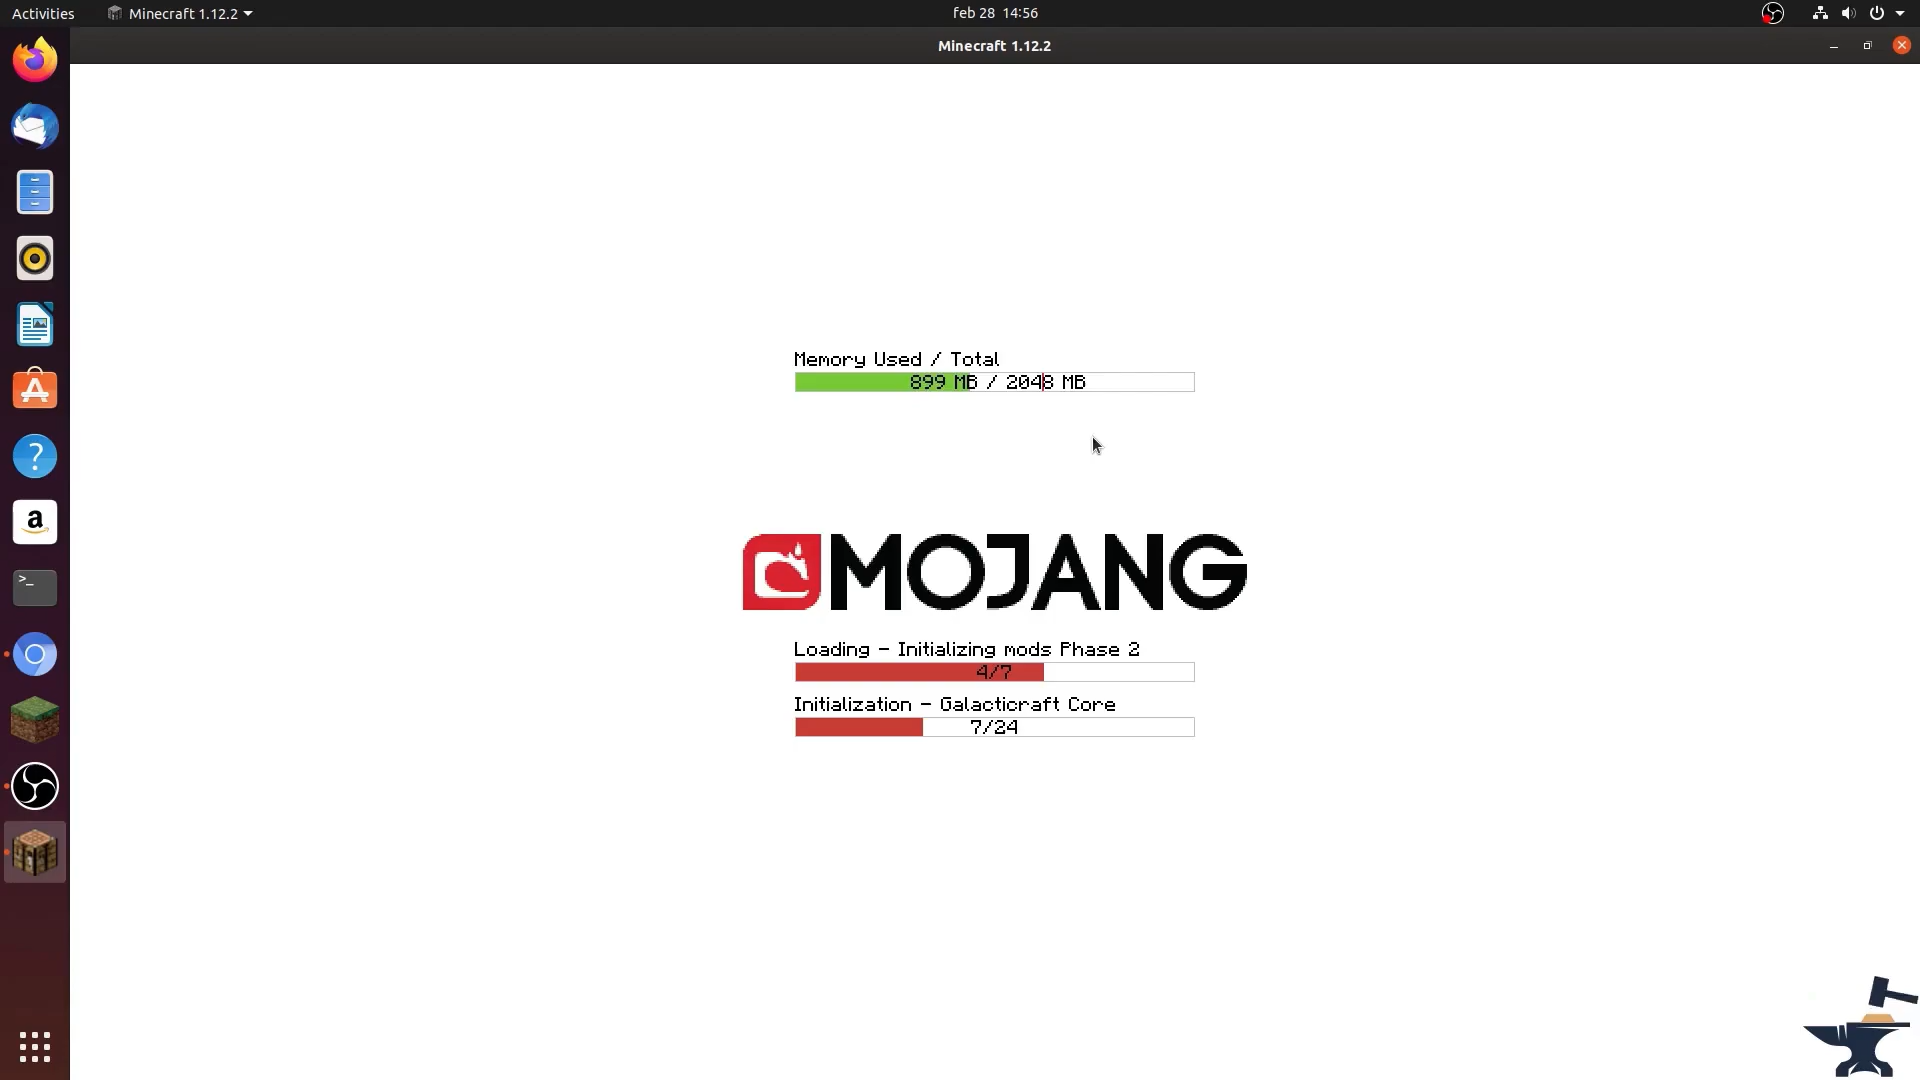 Activities
Minecraft 1.12.2
feb 28 14:56
Minecraft 1.12.2
Memory Used / Total
899 MB / 2048 MB
MOJANG
Loading - Initializing mods Phase 2
4/7
Initialization - Galacticraft Core
7/24